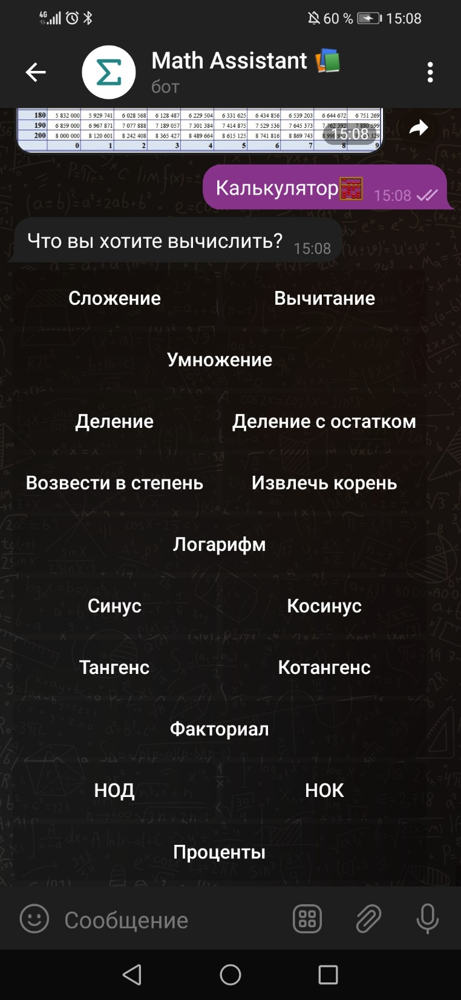 4G 60 % 15:08
Math Assistant
бот
180 5 832 000 5 929 741 6 028 568 6 128 487 6 229 504 6 331 625 6 434 856 6 539 203 6 644 672 6 751 269
190 6 859 000 6 967 871 7 077 888 7 189 057 7 301 384 7 414 875 7 529 536 7 645 373 7 762 392 7 880 599
200 8 000 000 8 120 601 8 242 408 8 365 427 8 489 664 8 615 125 8 741 816 8 869 743
0 1 2 3 4 5 6 7 8 9
15:08
Калькулятор 15:08
Что вы хотите вычислить? 15:08
Сложение Вычитание
Умножение
Деление Деление с остатком
Возвести в степень Извлечь корень
Логарифм
Синус Косинус
Тангенс Котангенс
Факториал
НОД НОК
Проценты
Сообщение